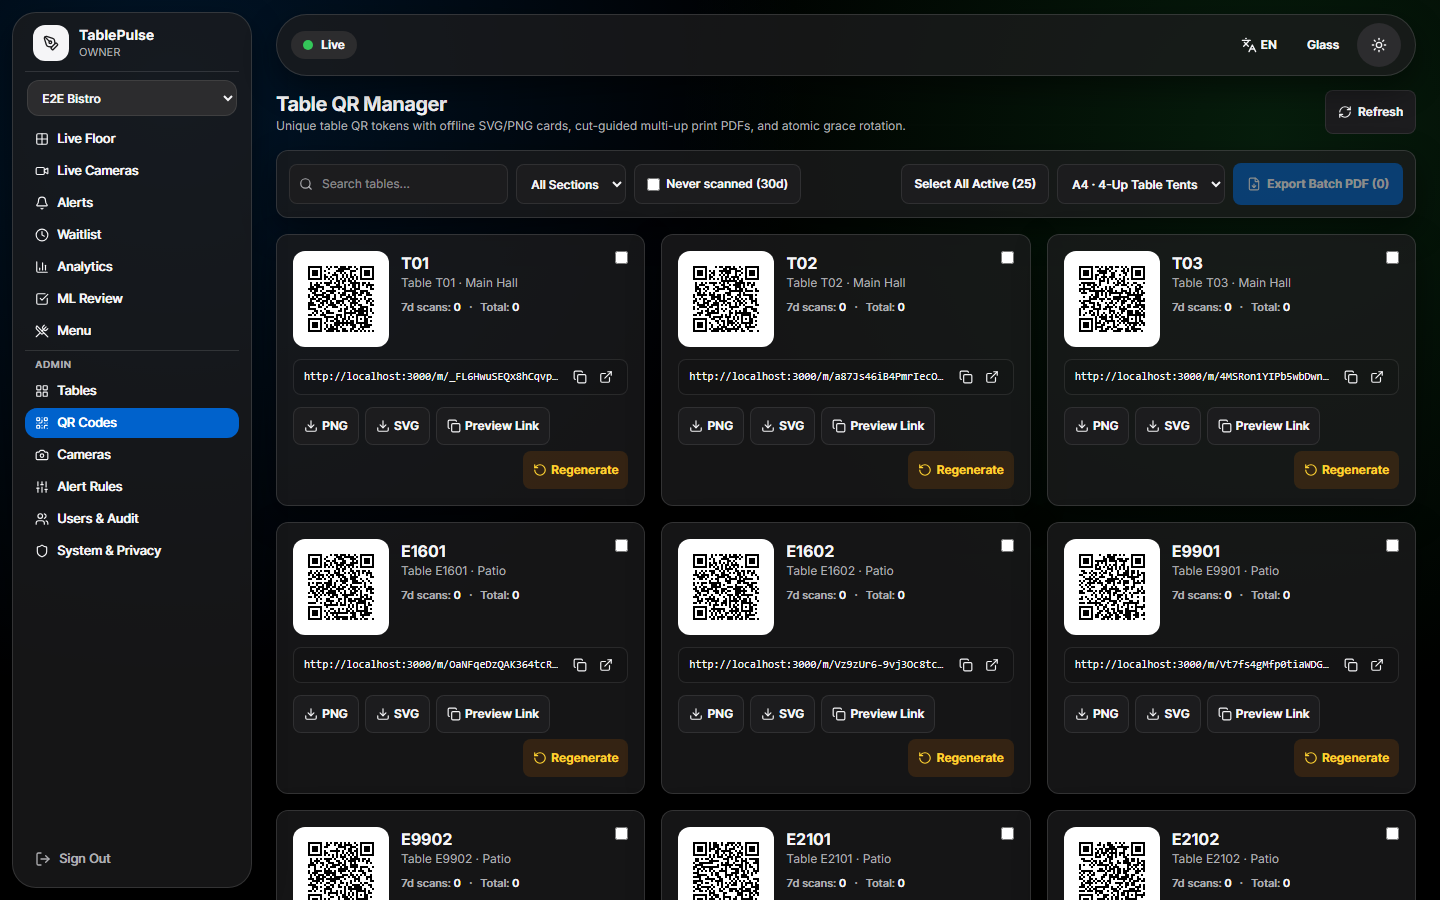 TablePulse
OWNER
E2E Bistro
Live Floor
Live Cameras
Alerts
Waitlist
Analytics
ML Review
Menu
ADMIN
Tables
QR Codes
Cameras
Alert Rules
Users & Audit
System & Privacy
Sign Out
Live
EN
Glass
Table QR Manager
Unique table QR tokens with offline SVG/PNG cards, cut-guided multi-up print PDFs, and atomic grace rotation.
Refresh
Search tables...
All Sections
Never scanned (30d)
Select All Active (25)
A4 · 4-Up Table Tents
Export Batch PDF (0)
T01
Table T01 · Main Hall
7d scans: 0 · Total: 0
http://localhost:3000/m/_FL6HwuSEQx8hCqvp...
PNG
SVG
Preview Link
Regenerate
T02
Table T02 · Main Hall
7d scans: 0 · Total: 0
http://localhost:3000/m/a87Js46iB4PmrIecO...
PNG
SVG
Preview Link
Regenerate
T03
Table T03 · Main Hall
7d scans: 0 · Total: 0
http://localhost:3000/m/4MSRon1YIPb5wbDwn...
PNG
SVG
Preview Link
Regenerate
E1601
Table E1601 · Patio
7d scans: 0 · Total: 0
http://localhost:3000/m/OaNFqeDzQAK364tcR...
PNG
SVG
Preview Link
Regenerate
E1602
Table E1602 · Patio
7d scans: 0 · Total: 0
http://localhost:3000/m/Vz9zUr6-9vj3Oc8tc...
PNG
SVG
Preview Link
Regenerate
E9901
Table E9901 · Patio
7d scans: 0 · Total: 0
http://localhost:3000/m/Vt7fs4gMfp0tiaWDG...
PNG
SVG
Preview Link
Regenerate
E9902
Table E9902 · Patio
7d scans: 0 · Total: 0
E2101
Table E2101 · Patio
7d scans: 0 · Total: 0
E2102
Table E2102 · Patio
7d scans: 0 · Total: 0